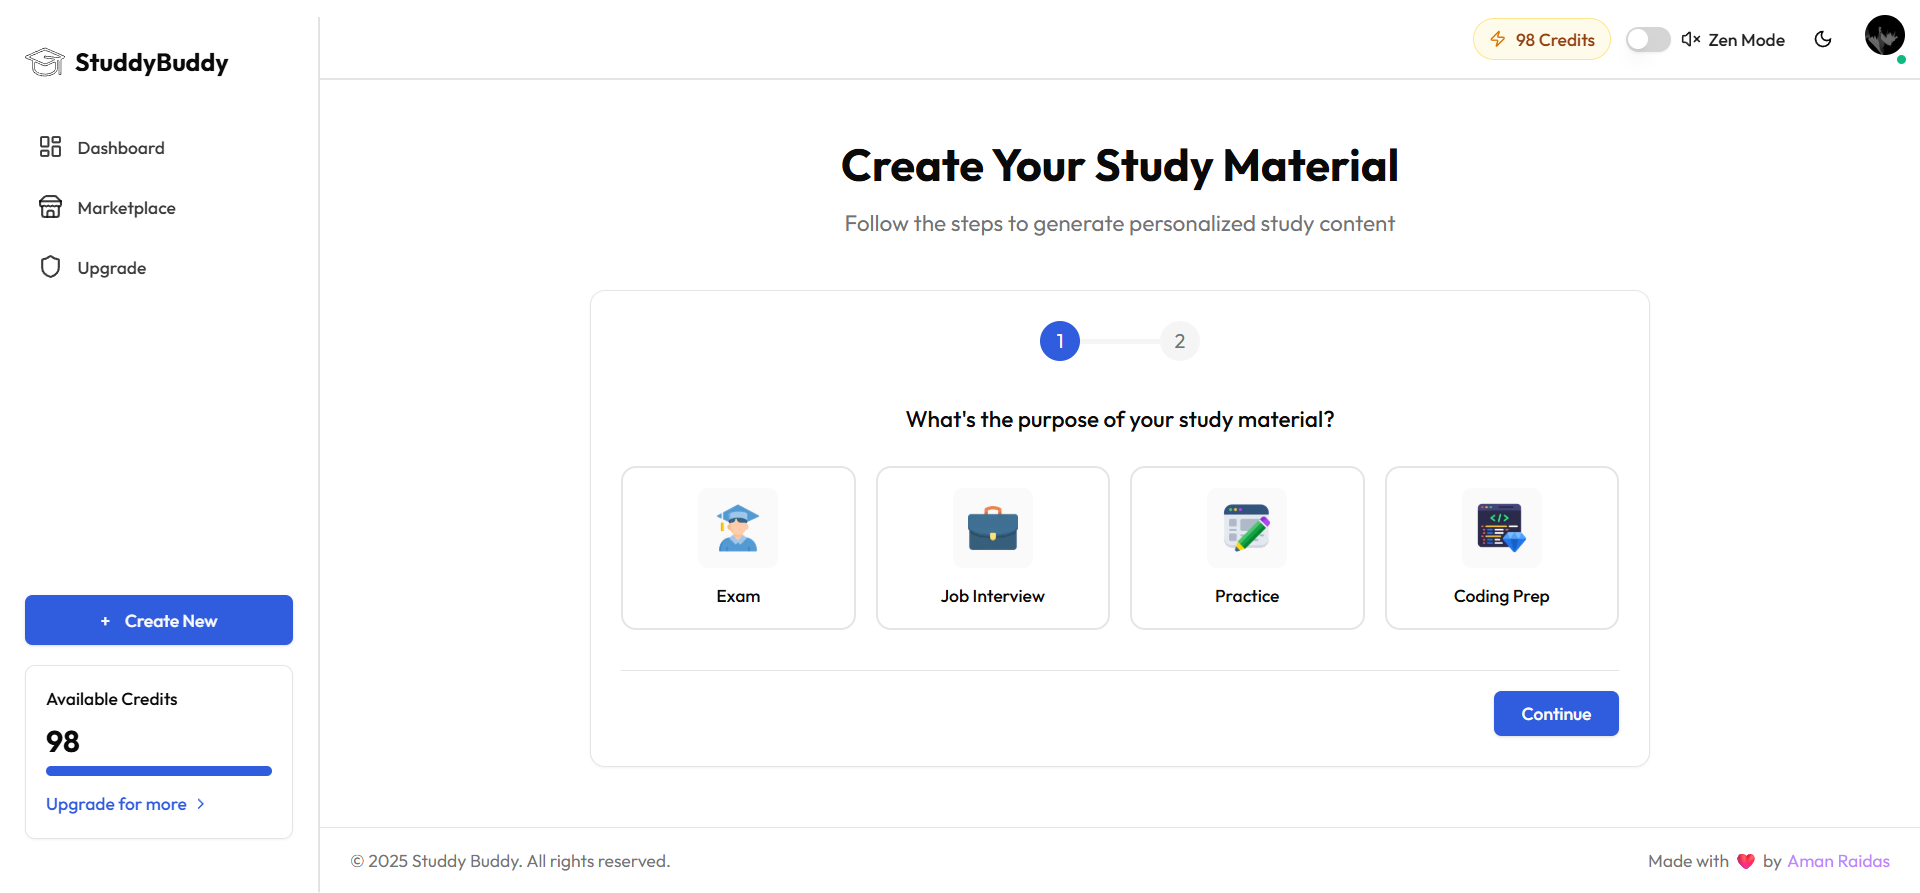 StuddyBuddy
Dashboard
Marketplace
Upgrade
+ Create New
Available Credits
98
Upgrade for more
98 Credits
Zen Mode
Create Your Study Material
Follow the steps to generate personalized study content
1
2
What's the purpose of your study material?
Exam
Job Interview
Practice
Coding Prep
Continue
© 2025 Studdy Buddy. All rights reserved.
Made with ❤️ by Aman Raidas